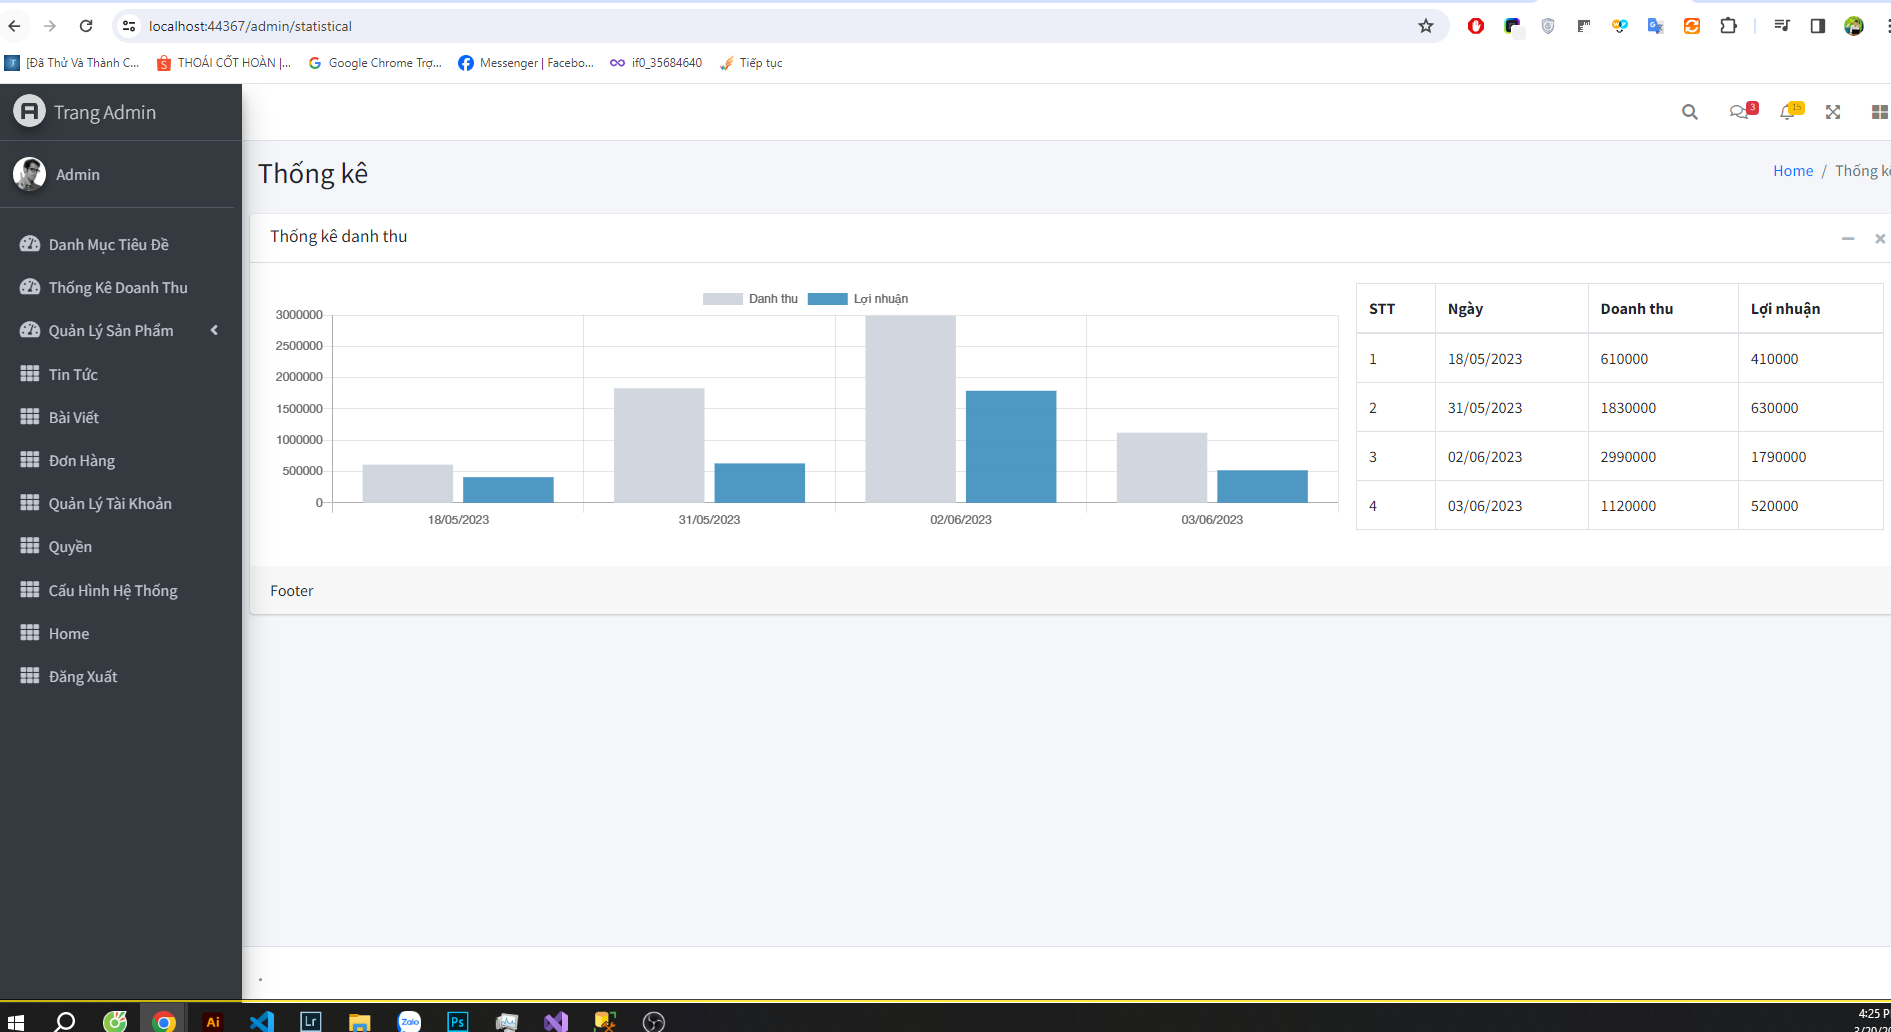 localhost:44367/admin/statistical
[Đã Thử Và Thành C...
THOÁI CỐT HOÀN |...
Google Chrome Trợ...
Messenger | Facebo...
if0_35684640
Tiếp tục
Trang Admin
3
15
Admin
Thống kê
Home / Thống kê
Danh Mục Tiêu Đề
Thống Kê Doanh Thu
Quản Lý Sản Phẩm
Tin Tức
Bài Viết
Đơn Hàng
Quản Lý Tài Khoản
Quyền
Cấu Hình Hệ Thống
Home
Đăng Xuất
Thống kê danh thu
Danh thu
Lợi nhuận
3000000
2500000
2000000
1500000
1000000
500000
0
18/05/2023
31/05/2023
02/06/2023
03/06/2023
STT Ngày Doanh thu Lợi nhuận
1 18/05/2023 610000 410000
2 31/05/2023 1830000 630000
3 02/06/2023 2990000 1790000
4 03/06/2023 1120000 520000
Footer
.
Ai
Lr
Zalo
Ps
4:25 P